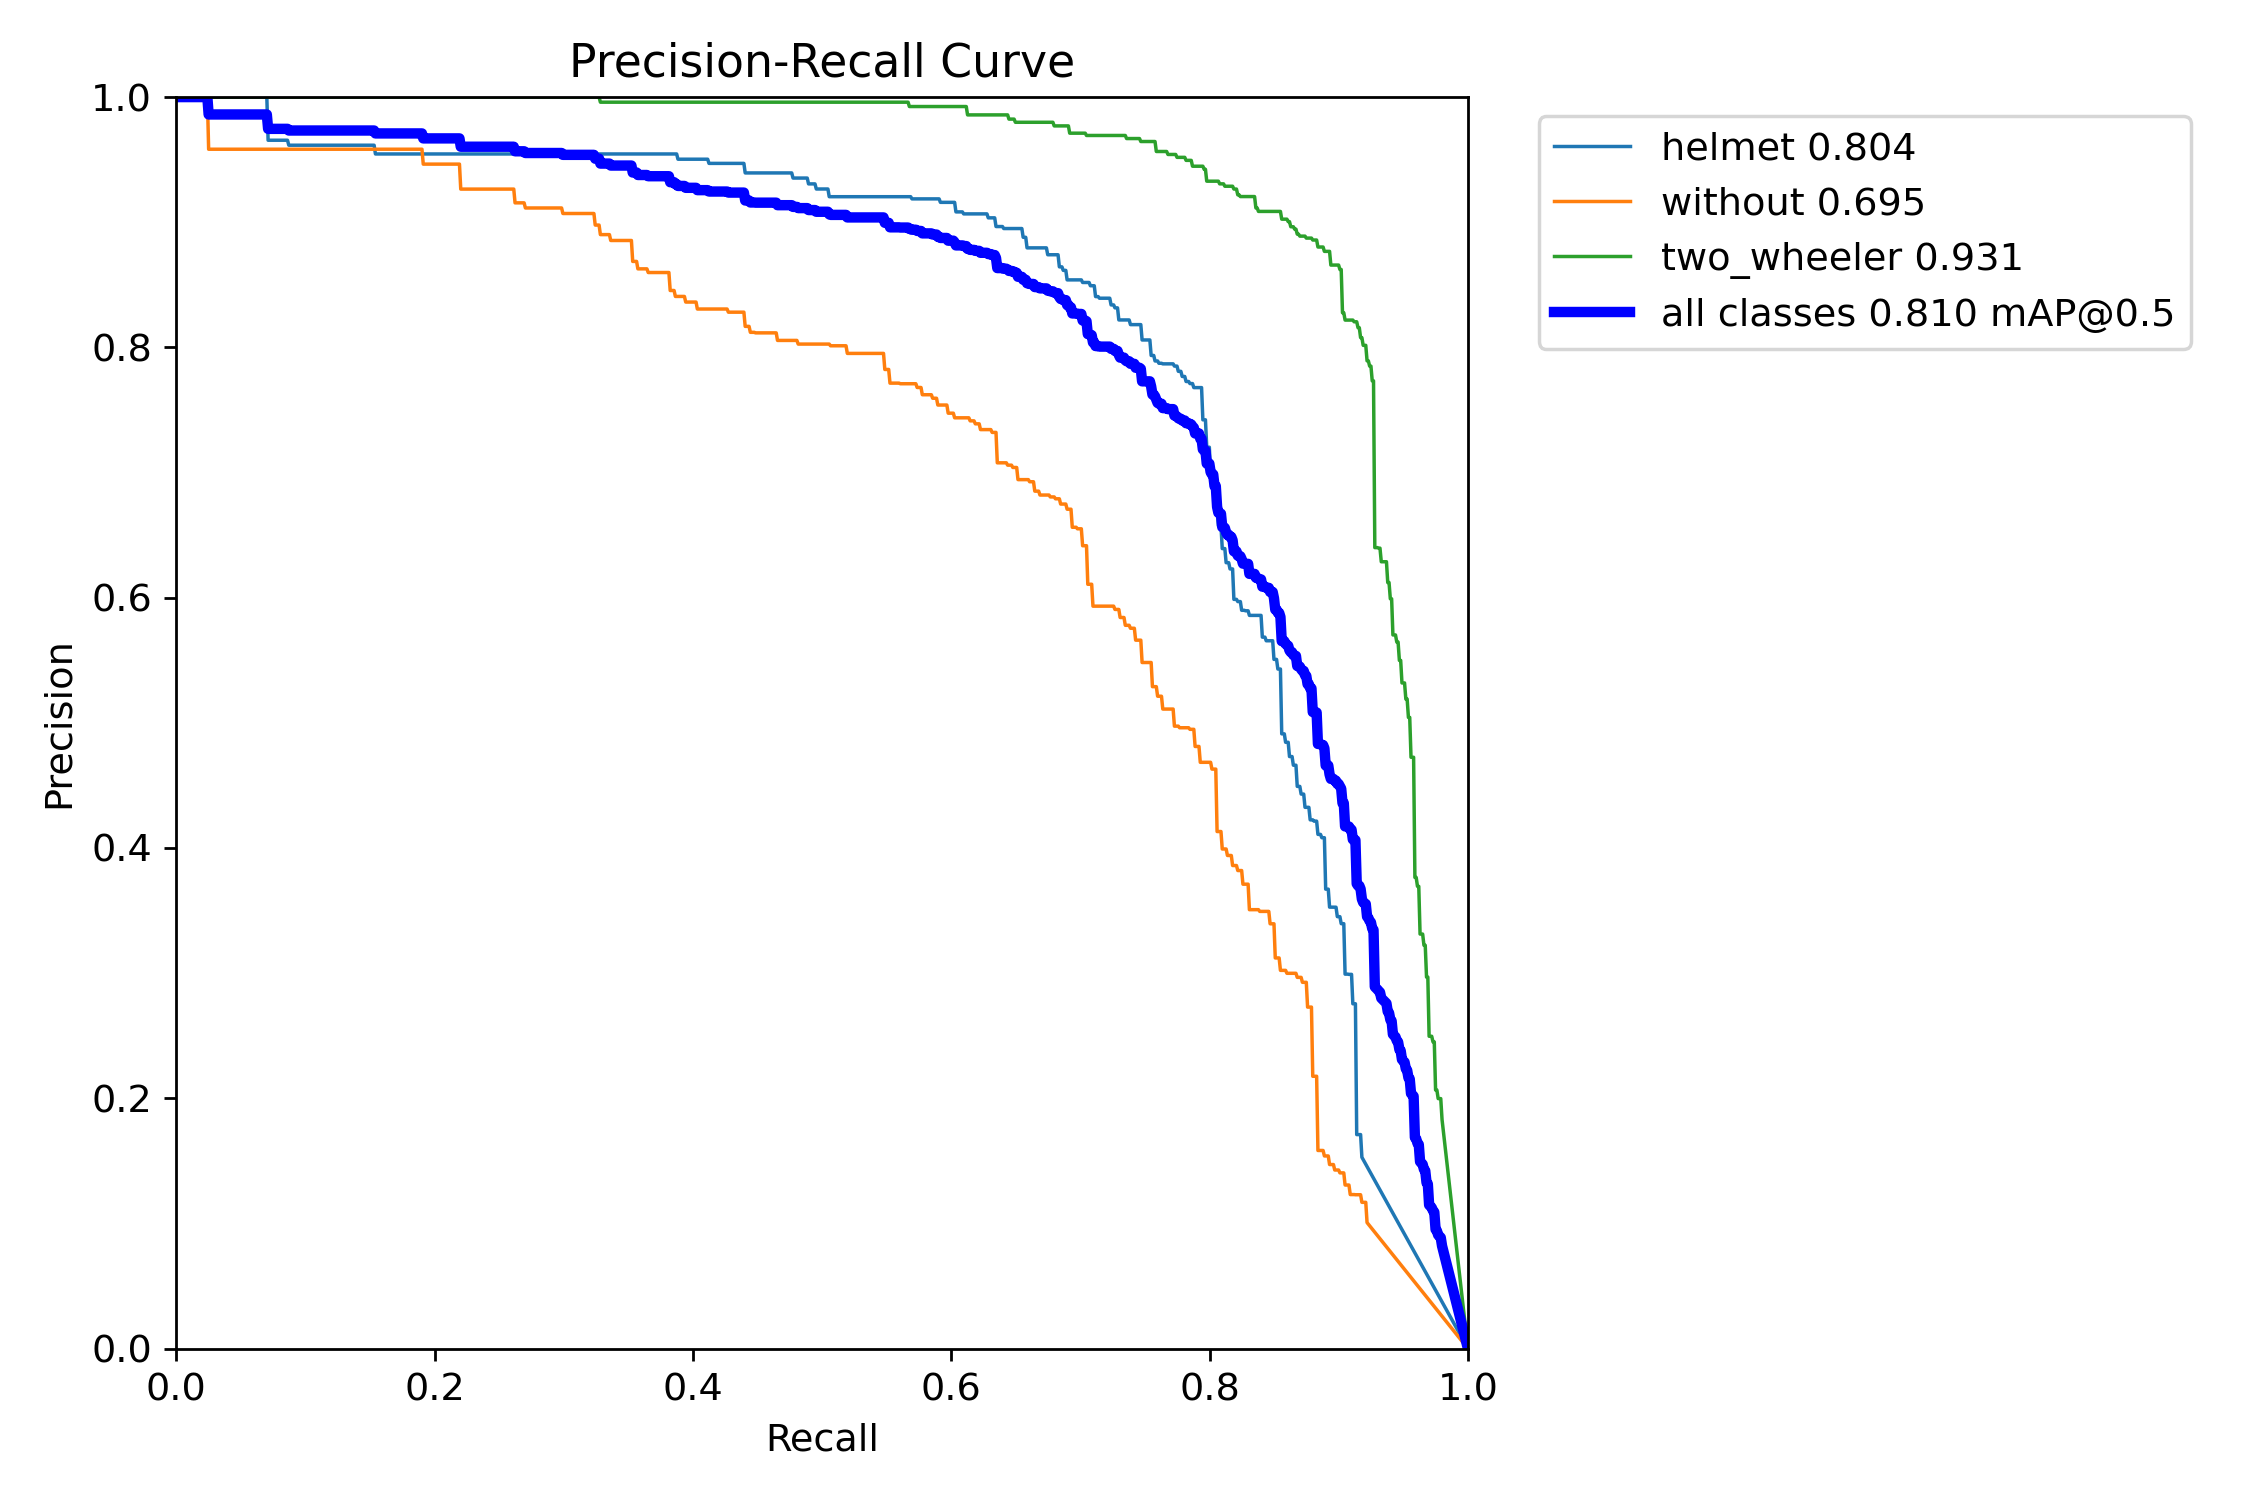 Precision-Recall Curve
1.0
0.8
0.6
0.4
0.2
0.0
Precision
0.0 0.2 0.4 0.6 0.8 1.0
Recall
helmet 0.804
without 0.695
two_wheeler 0.931
all classes 0.810 mAP@0.5